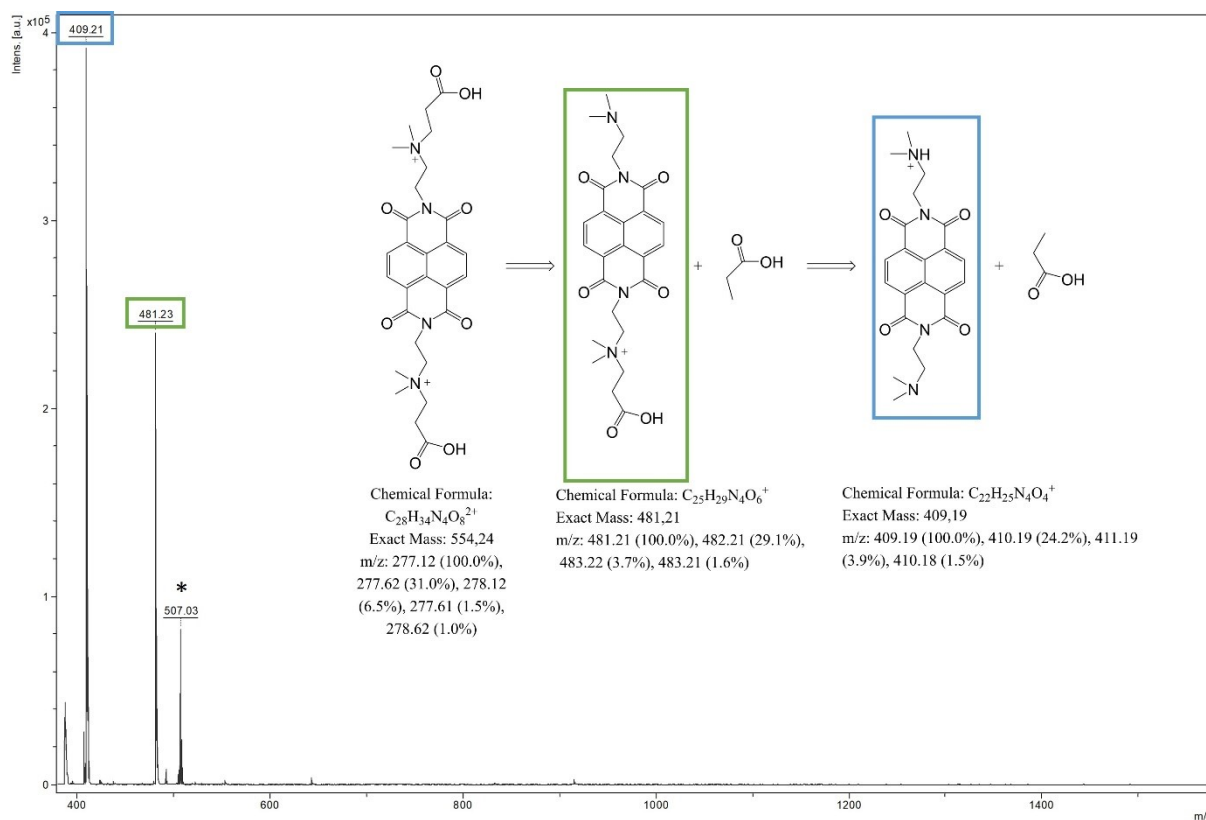 Intens. [a.u.]
x10⁵
409.21
4
3
481.23
2
*
507.03
1
0
400
600
800
1000
1200
1400
m/
O
OH
N
+
O
N
O
O
N
O
N
+
O
OH
N
O
N
O
O
N
O
N
+
OH
O
+
O
OH
NH
+
O
N
O
O
N
O
N
+
OH
O
Chemical Formula:
C₂₈H₃₄N₄O₈²⁺
Exact Mass: 554,24
m/z: 277.12 (100.0%),
277.62 (31.0%), 278.12
(6.5%), 277.61 (1.5%),
278.62 (1.0%)
Chemical Formula: C₂₅H₂₉N₄O₆⁺
Exact Mass: 481,21
m/z: 481.21 (100.0%), 482.21 (29.1%),
483.22 (3.7%), 483.21 (1.6%)
Chemical Formula: C₂₂H₂₅N₄O₄⁺
Exact Mass: 409,19
m/z: 409.19 (100.0%), 410.19 (24.2%), 411.19
(3.9%), 410.18 (1.5%)